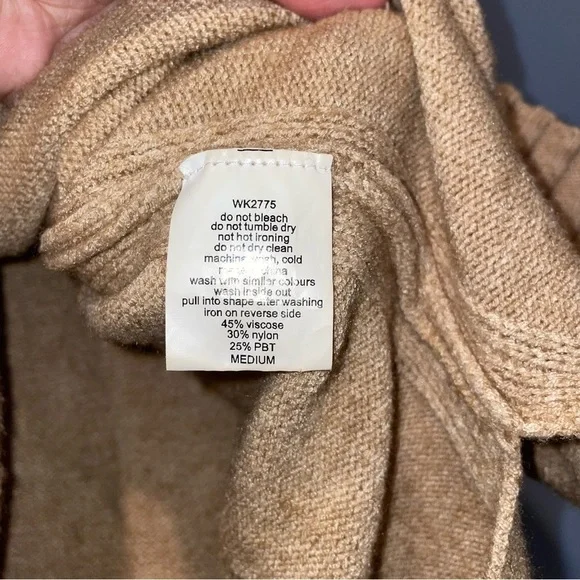 WK2775
do not bleach
do not tumble dry
not hot ironing
do not dry clean
machine wash, cold
made in china
wash with similar colours
wash inside out
pull into shape after washing
iron on reverse side
45% viscose
30% nylon
25% PBT
MEDIUM